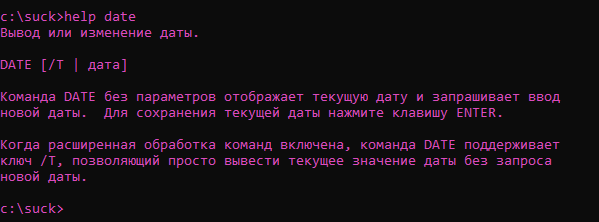 c:\suck>help date
Вывод или изменение даты.
DATE [/T | дата]
Команда DATE без параметров отображает текущую дату и запрашивает ввод
новой даты.  Для сохранения текущей даты нажмите клавишу ENTER.
Когда расширенная обработка команд включена, команда DATE поддерживает
ключ /T, позволяющий просто вывести текущее значение даты без запроса
новой даты.
c:\suck>